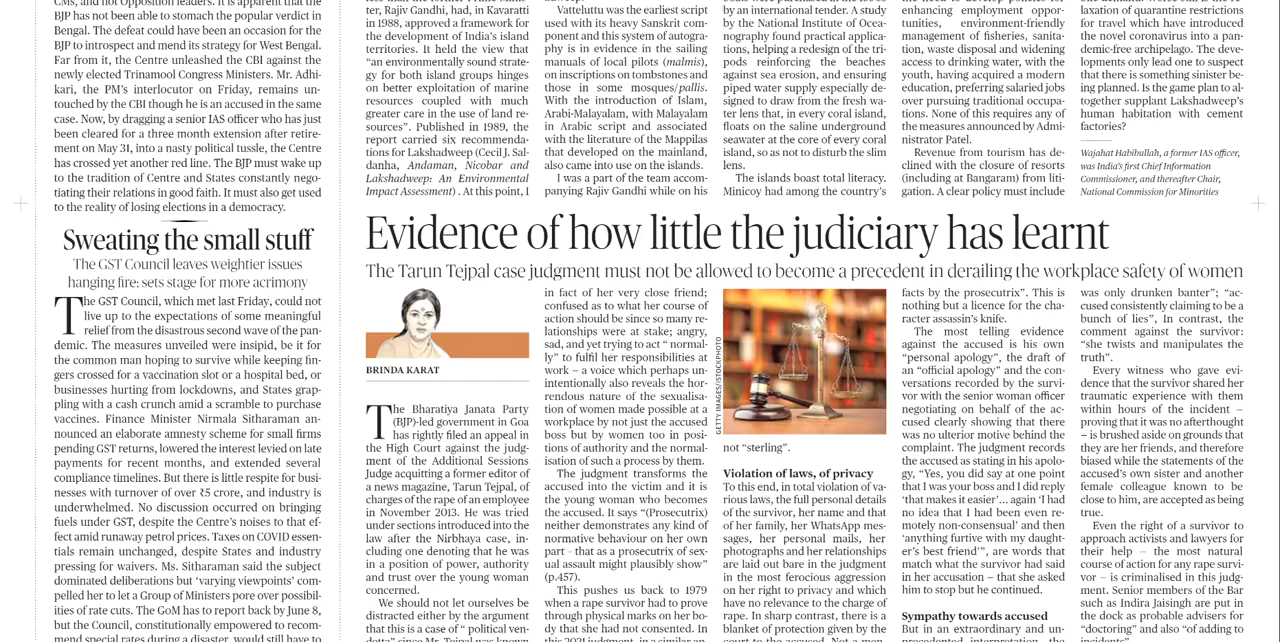 CMs, and not Opposition leaders. It is apparent that the
BJP has not been able to stomach the popular verdict in
Bengal. The defeat could have been an occasion for the
BJP to introspect and mend its strategy for West Bengal.
Far from it, the Centre unleashed the CBI against the
newly elected Trinamool Congress Ministers. Mr. Adhi-
kari, the PM's interlocutor on Friday, remains un-
touched by the CBI though he is an accused in the same
case. Now, by dragging a senior IAS officer who has just
been cleared for a three month extension after retire-
ment on May 31, into a nasty political tussle, the Centre
has crossed yet another red line. The BJP must wake up
to the tradition of Centre and States constantly nego-
tiating their relations in good faith. It must also get used
to the reality of losing elections in a democracy.
Sweating the small stuff
The GST Council leaves weightier issues
hanging fire; sets stage for more acrimony
The GST Council, which met last Friday, could not
live up to the expectations of some meaningful
relief from the disastrous second wave of the pan-
demic. The measures unveiled were insipid, be it for
the common man hoping to survive while keeping fin-
gers crossed for a vaccination slot or a hospital bed, or
businesses hurting from lockdowns, and States grap-
pling with a cash crunch amid a scramble to purchase
vaccines. Finance Minister Nirmala Sitharaman an-
nounced an elaborate amnesty scheme for small firms
pending GST returns, lowered the interest levied on late
payments for recent months, and extended several
compliance timelines. But there is little respite for busi-
nesses with turnover of over ₹5 crore, and industry is
underwhelmed. No discussion occurred on bringing
fuels under GST, despite the Centre's noises to that ef-
fect amid runaway petrol prices. Taxes on COVID essen-
tials remain unchanged, despite States and industry
pressing for waivers. Ms. Sitharaman said the subject
dominated deliberations but 'varying viewpoints' com-
pelled her to let a Group of Ministers pore over possibil-
ities of rate cuts. The GoM has to report back by June 8,
but the Council, constitutionally empowered to recom-
mend special rates during a disaster, would still have to
ter, Rajiv Gandhi, had, in Kavaratti
in 1988, approved a framework for
the development of India's island
territories. It held the view that
"an environmentally sound strate-
gy for both island groups hinges
on better exploitation of marine
resources coupled with much
greater care in the use of land re-
sources". Published in 1989, the
report carried six recommenda-
tions for Lakshadweep (Cecil J. Sal-
danha, Andaman, Nicobar and
Lakshadweep: An Environmental
Impact Assessment) . At this point, I
Vatteluttu was the earliest script
used with its heavy Sanskrit com-
ponent and this system of autogra-
phy is in evidence in the sailing
manuals of local pilots (malmis),
on inscriptions on tombstones and
those in some mosques/pallis.
With the introduction of Islam,
Arabi-Malayalam, with Malayalam
in Arabic script and associated
with the literature of the Mappilas
that developed on the mainland,
also came into use on the islands.
I was a part of the team accom-
panying Rajiv Gandhi while on his
by an international tender. A study
by the National Institute of Ocea-
nography found practical applica-
tions, helping a redesign of the tri-
pods reinforcing the beaches
against sea erosion, and ensuring
piped water supply especially de-
signed to draw from the fresh wa-
ter lens that, in every coral island,
floats on the saline underground
seawater at the core of every coral
island, so as not to disturb the slim
lens.
The islands boast total literacy.
Minicoy had among the country's
enhancing employment oppor-
tunities, environment-friendly
management of fisheries, sanita-
tion, waste disposal and widening
access to drinking water, with the
youth, having acquired a modern
education, preferring salaried jobs
over pursuing traditional occupa-
tions. None of this requires any of
the measures announced by Admi-
nistrator Patel.
Revenue from tourism has de-
clined with the closure of resorts
(including at Bangaram) from liti-
gation. A clear policy must include
laxation of quarantine restrictions
for travel which have introduced
the novel coronavirus into a pan-
demic-free archipelago. The deve-
lopments only lead one to suspect
that there is something sinister be-
ing planned. Is the game plan to al-
together supplant Lakshadweep's
human habitation with cement
factories?
Wajahat Habibullah, a former IAS officer,
was India's first Chief Information
Commissioner, and thereafter Chair,
National Commission for Minorities
Evidence of how little the judiciary has learnt
The Tarun Tejpal case judgment must not be allowed to become a precedent in derailing the workplace safety of women
BRINDA KARAT
The Bharatiya Janata Party
(BJP)-led government in Goa
has rightly filed an appeal in
the High Court against the judg-
ment of the Additional Sessions
Judge acquitting a former editor of
a news magazine, Tarun Tejpal, of
charges of the rape of an employee
in November 2013. He was tried
under sections introduced into the
law after the Nirbhaya case, in-
cluding one denoting that he was
in a position of power, authority
and trust over the young woman
concerned.
We should not let ourselves be
distracted either by the argument
that this is a case of " political ven-
detta" since Mr. Tejpal was known
in fact of her very close friend;
confused as to what her course of
action should be since so many re-
lationships were at stake; angry,
sad, and yet trying to act " normal-
ly" to fulfil her responsibilities at
work – a voice which perhaps un-
intentionally also reveals the hor-
rendous nature of the sexualisa-
tion of women made possible at a
workplace by not just the accused
boss but by women too in posi-
tions of authority and the normal-
isation of such a process by them.
The judgment transforms the
accused into the victim and it is
the young woman who becomes
the accused. It says "(Prosecutrix)
neither demonstrates any kind of
normative behaviour on her own
part - that as a prosecutrix of sex-
ual assault might plausibly show"
(p.457).
This pushes us back to 1979
when a rape survivor had to prove
through physical marks on her bo-
dy that she had not consented. In
this 2021 judgment, in a similar ap-
GETTY IMAGES/ISTOCKPHOTO
not "sterling".
Violation of laws, of privacy
To this end, in total violation of va-
rious laws, the full personal details
of the survivor, her name and that
of her family, her WhatsApp mes-
sages, her personal mails, her
photographs and her relationships
are laid out bare in the judgment
in the most ferocious aggression
on her right to privacy and which
have no relevance to the charge of
rape. In sharp contrast, there is a
blanket of protection given by the
court to the accused. Not a mon-
facts by the prosecutrix". This is
nothing but a licence for the cha-
racter assassin's knife.
The most telling evidence
against the accused is his own
"personal apology", the draft of
an "official apology" and the con-
versations recorded by the survi-
vor with the senior woman officer
negotiating on behalf of the ac-
cused clearly showing that there
was no ulterior motive behind the
complaint. The judgment records
the accused as stating in his apolo-
gy, "Yes, you did say at one point
that I was your boss and I did reply
'that makes it easier'... again 'I had
no idea that I had been even re-
motely non-consensual' and then
'anything furtive with my daught-
er's best friend'", are words that
match what the survivor had said
in her accusation – that she asked
him to stop but he continued.
Sympathy towards accused
But in an extraordinary and un-
precedented interpretation, the
was only drunken banter"; "ac-
cused consistently claiming to be a
bunch of lies", In contrast, the
comment against the survivor:
"she twists and manipulates the
truth".
Every witness who gave evi-
dence that the survivor shared her
traumatic experience with them
within hours of the incident –
proving that it was no afterthought
– is brushed aside on grounds that
they are her friends, and therefore
biased while the statements of the
accused's own sister and another
female colleague known to be
close to him, are accepted as being
true.
Even the right of a survivor to
approach activists and lawyers for
their help – the most natural
course of action for any rape survi-
vor – is criminalised in this judg-
ment. Senior members of the Bar
such as Indira Jaisingh are put in
the dock as probable advisers for
"doctoring" and also "of adding to
incidents"